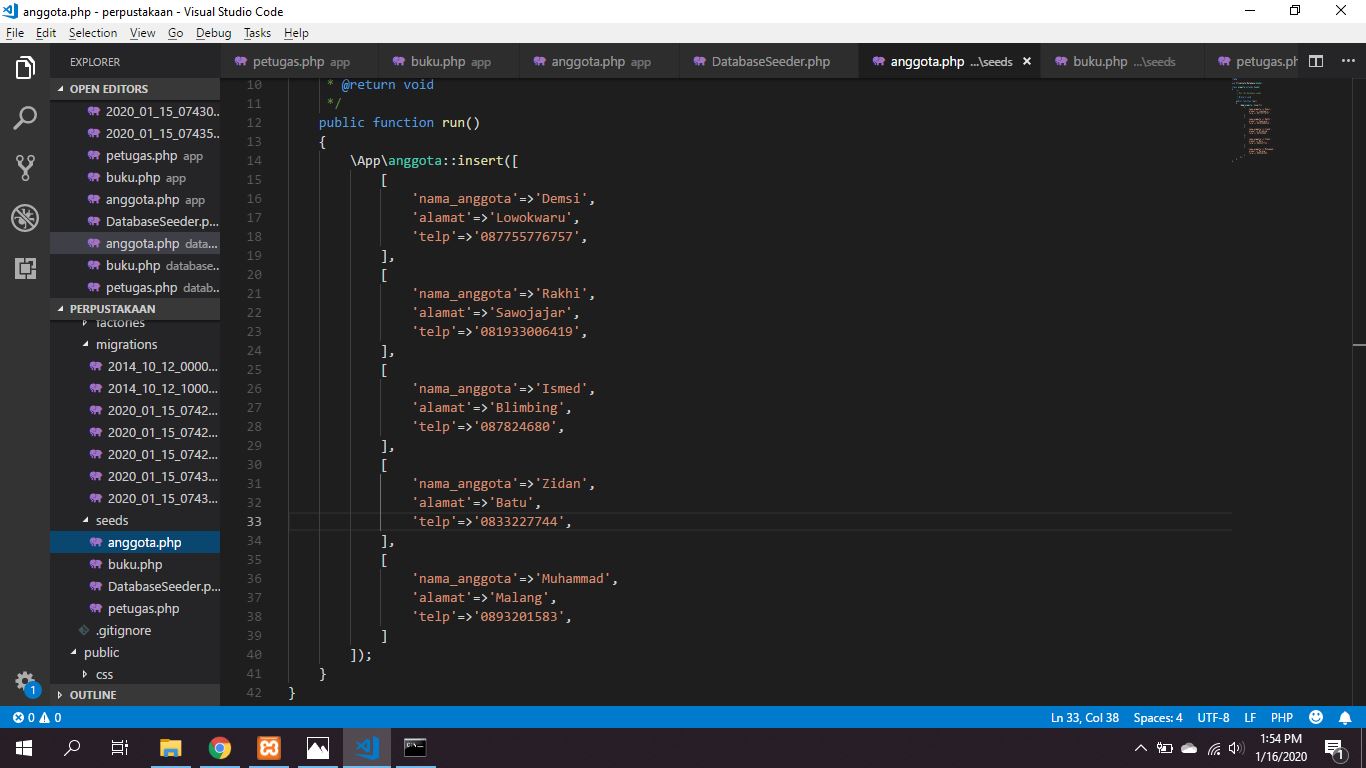 anggota.php - perpustakaan - Visual Studio Code
File Edit Selection View Go Debug Tasks Help
EXPLORER
petugas.php app
buku.php app
anggota.php app
DatabaseSeeder.php
anggota.php ...\seeds ×
buku.php ...\seeds
petugas.ph
OPEN EDITORS
2020_01_15_07430...
2020_01_15_07435...
petugas.php app
buku.php app
anggota.php app
DatabaseSeeder.p...
anggota.php data...
buku.php database...
petugas.php datab...
PERPUSTAKAAN
factories
migrations
2014_10_12_0000...
2014_10_12_1000...
2020_01_15_0742...
2020_01_15_0742...
2020_01_15_0742...
2020_01_15_0743...
2020_01_15_0743...
seeds
anggota.php
buku.php
DatabaseSeeder.p...
petugas.php
.gitignore
public
css
OUTLINE
10 * @return void
11 */
12 public function run()
13 {
14 \App\anggota::insert([
15 [
16 'nama_anggota'=>'Demsi',
17 'alamat'=>'Lowokwaru',
18 'telp'=>'087755776757',
19 ],
20 [
21 'nama_anggota'=>'Rakhi',
22 'alamat'=>'Sawojajar',
23 'telp'=>'081933006419',
24 ],
25 [
26 'nama_anggota'=>'Ismed',
27 'alamat'=>'Blimbing',
28 'telp'=>'087824680',
29 ],
30 [
31 'nama_anggota'=>'Zidan',
32 'alamat'=>'Batu',
33 'telp'=>'0833227744',
34 ],
35 [
36 'nama_anggota'=>'Muhammad',
37 'alamat'=>'Malang',
38 'telp'=>'0893201583',
39 ]
40 ]);
41 }
42 }
1
0 0
Ln 33, Col 38 Spaces: 4 UTF-8 LF PHP
1:54 PM
1/16/2020
1